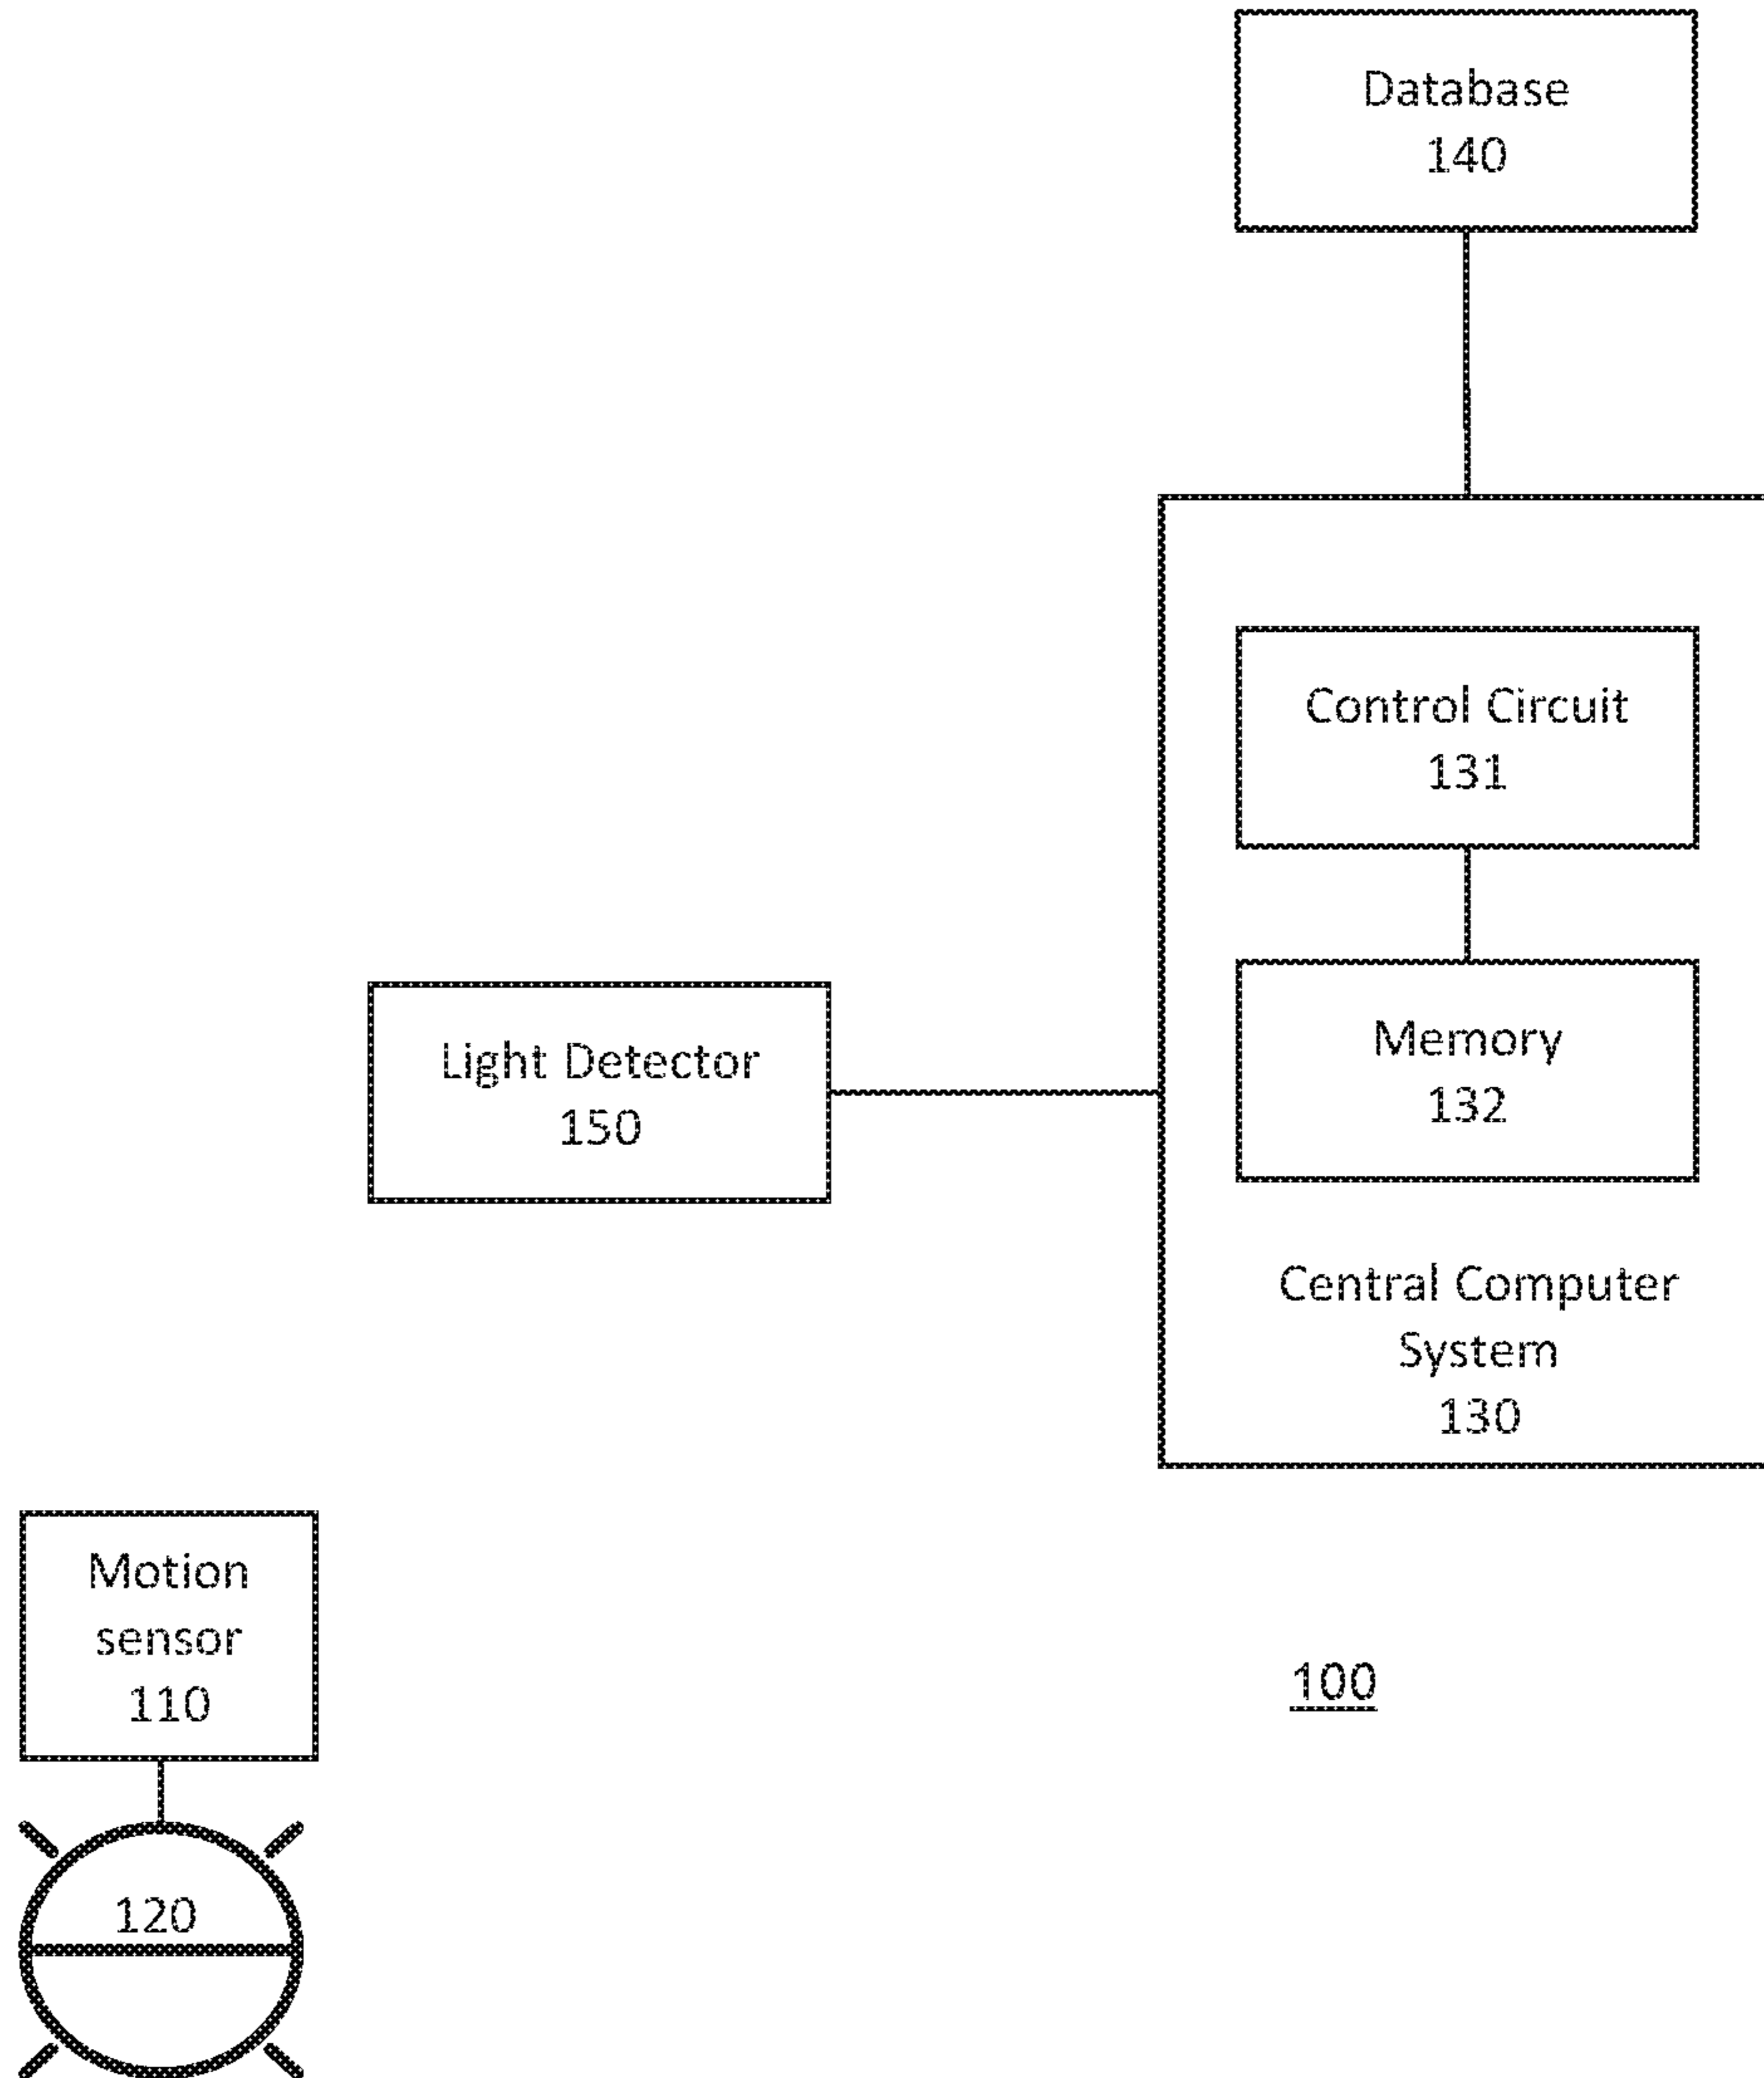 Database
140
Control Circuit
131
Memory
132
Light Detector
150
Central Computer
System
130
Motion
sensor
110
100
120